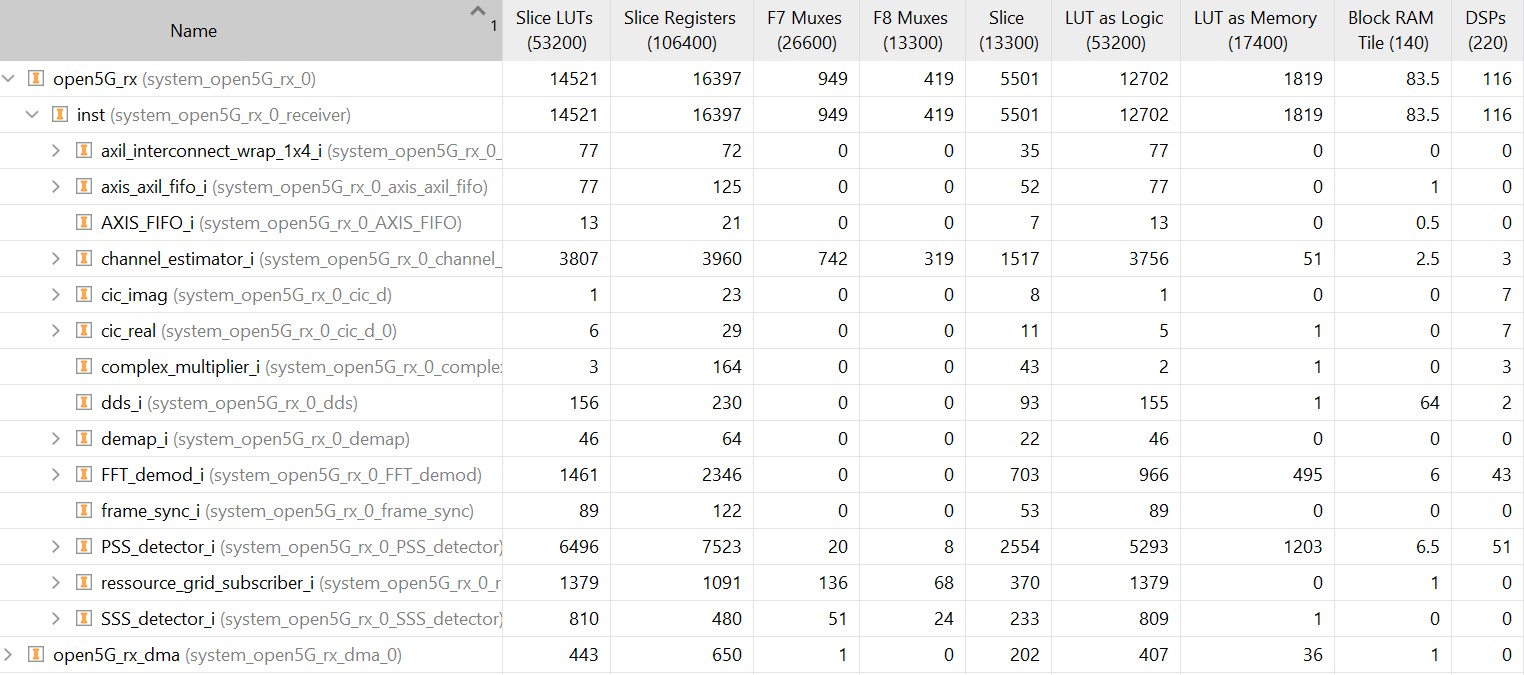 Name 1 Slice LUTs (53200) Slice Registers (106400) F7 Muxes (26600) F8 Muxes (13300) Slice (13300) LUT as Logic (53200) LUT as Memory (17400) Block RAM Tile (140) DSPs (220)
open5G_rx (system_open5G_rx_0) 14521 16397 949 419 5501 12702 1819 83.5 116
inst (system_open5G_rx_0_receiver) 14521 16397 949 419 5501 12702 1819 83.5 116
axil_interconnect_wrap_1x4_i (system_open5G_rx_0_ 77 72 0 0 35 77 0 0 0
axis_axil_fifo_i (system_open5G_rx_0_axis_axil_fifo) 77 125 0 0 52 77 0 1 0
AXIS_FIFO_i (system_open5G_rx_0_AXIS_FIFO) 13 21 0 0 7 13 0 0.5 0
channel_estimator_i (system_open5G_rx_0_channel_ 3807 3960 742 319 1517 3756 51 2.5 3
cic_imag (system_open5G_rx_0_cic_d) 1 23 0 0 8 1 0 0 7
cic_real (system_open5G_rx_0_cic_d_0) 6 29 0 0 11 5 1 0 7
complex_multiplier_i (system_open5G_rx_0_complex 3 164 0 0 43 2 1 0 3
dds_i (system_open5G_rx_0_dds) 156 230 0 0 93 155 1 64 2
demap_i (system_open5G_rx_0_demap) 46 64 0 0 22 46 0 0 0
FFT_demod_i (system_open5G_rx_0_FFT_demod) 1461 2346 0 0 703 966 495 6 43
frame_sync_i (system_open5G_rx_0_frame_sync) 89 122 0 0 53 89 0 0 0
PSS_detector_i (system_open5G_rx_0_PSS_detector) 6496 7523 20 8 2554 5293 1203 6.5 51
ressource_grid_subscriber_i (system_open5G_rx_0_r 1379 1091 136 68 370 1379 0 1 0
SSS_detector_i (system_open5G_rx_0_SSS_detector) 810 480 51 24 233 809 1 0 0
open5G_rx_dma (system_open5G_rx_dma_0) 443 650 1 0 202 407 36 1 0